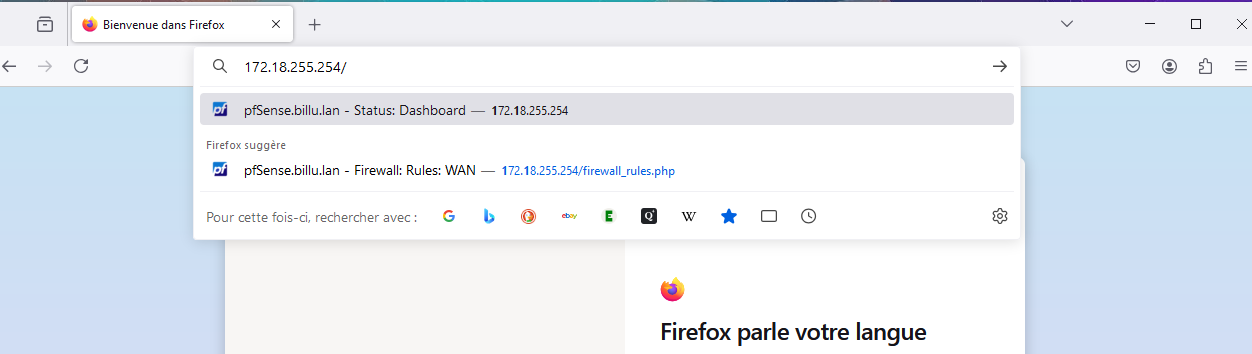 Bienvenue dans Firefox
172.18.255.254/
pfSense.billu.lan - Status: Dashboard — 172.18.255.254
Firefox suggère
pfSense.billu.lan - Firewall: Rules: WAN — 172.18.255.254/firewall_rules.php
Pour cette fois-ci, rechercher avec :
Firefox parle votre langue